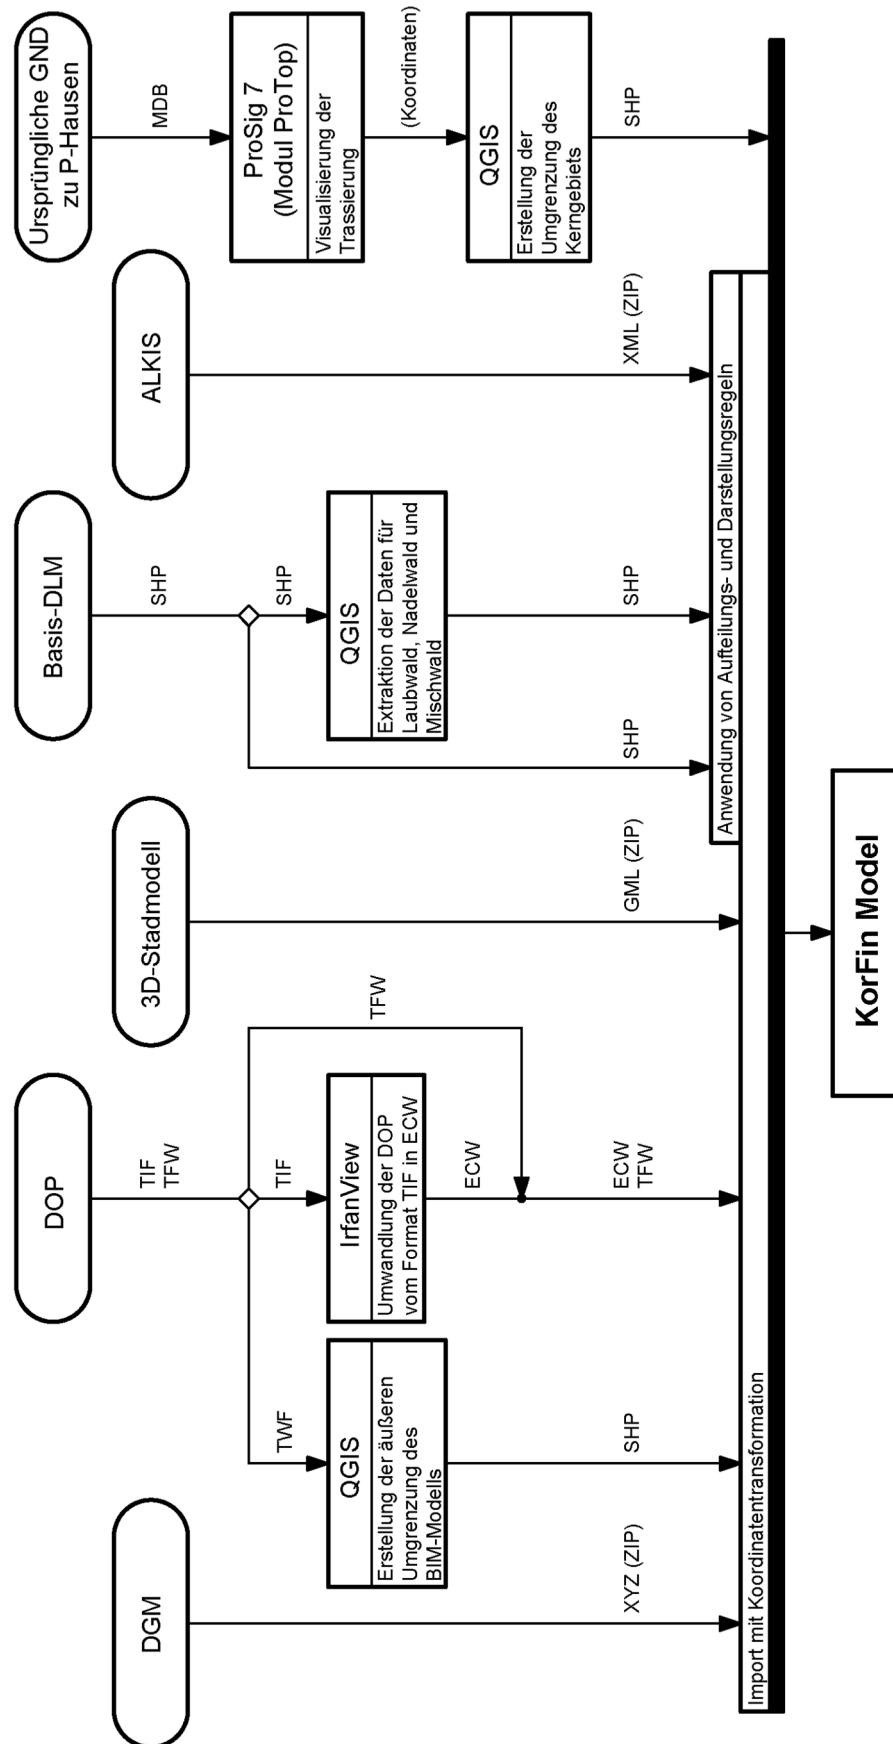 DGM
XYZ (ZIP)
DOP
TIF
TFW
TWF
QGIS
Erstellung der äußeren
Umgrenzung des
BIM-Modells
SHP
TIF
IrfanView
Umwandlung der DOP
vom Format TIF in ECW
ECW
TFW
ECW
TFW
3D-Stadmodell
GML (ZIP)
Basis-DLM
SHP
SHP
SHP
QGIS
Extraktion der Daten für
Laubwald, Nadelwald und
Mischwald
SHP
ALKIS
XML (ZIP)
Ursprüngliche GND
zu P-Hausen
MDB
ProSig 7
(Modul ProTop)
Visualisierung der
Trassierung
(Koordinaten)
QGIS
Erstellung der
Umgrenzung des
Kerngebiets
SHP
Anwendung von Aufteilungs- und Darstellungsregeln
Import mit Koordinatentransformation
KorFin Model